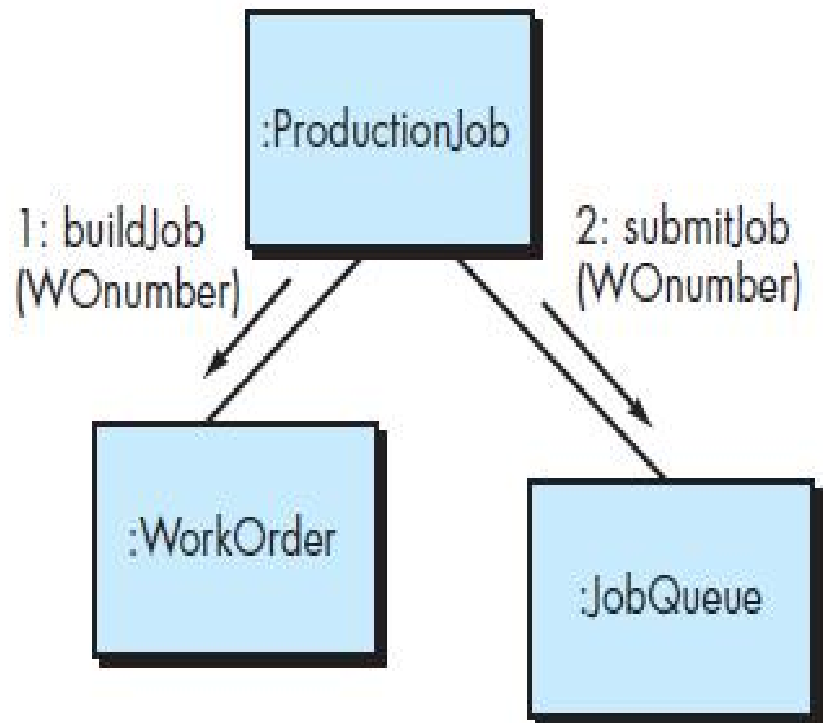 :ProductionJob
1: buildJob
(WOnumber)
2: submitJob
(WOnumber)
:WorkOrder
:JobQueue